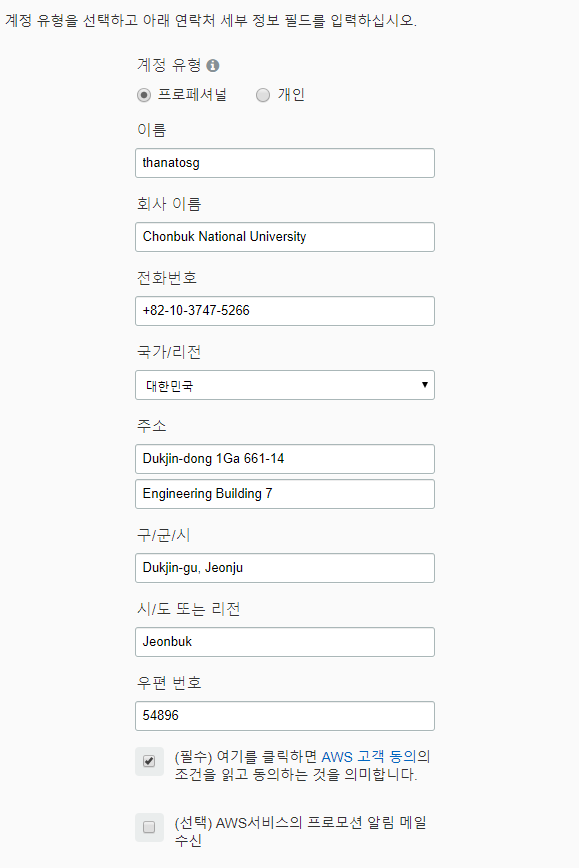 계정 유형을 선택하고 아래 연락처 세부 정보 필드를 입력하십시오.
계정 유형
프로페셔널 개인
이름
thanatosg
회사 이름
Chonbuk National University
전화번호
+82-10-3747-5266
국가/리전
대한민국
주소
Dukjin-dong 1Ga 661-14
Engineering Building 7
구/군/시
Dukjin-gu, Jeonju
시/도 또는 리전
Jeonbuk
우편 번호
54896
(필수) 여기를 클릭하면 AWS 고객 동의의
조건을 읽고 동의하는 것을 의미합니다.
(선택) AWS서비스의 프로모션 알림 메일
수신